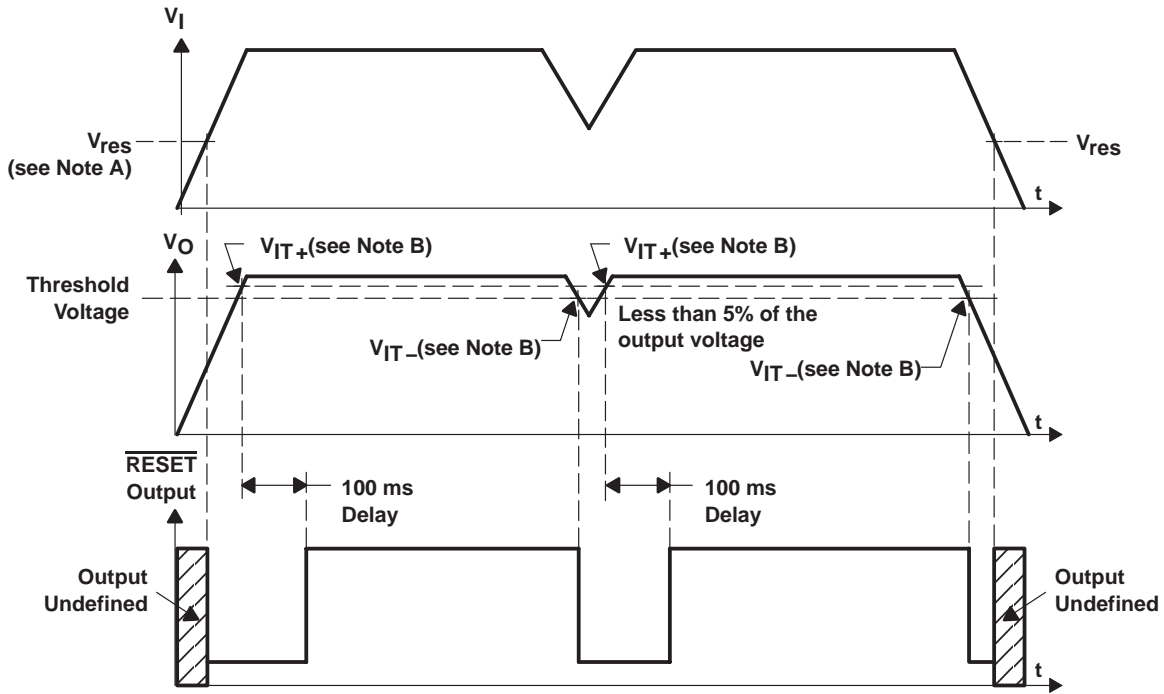 VI
Vres
(see Note A)
Vres
t
VO
VIT+(see Note B)
VIT+(see Note B)
Threshold
Voltage
Less than 5% of the
output voltage
VIT−(see Note B)
VIT−(see Note B)
t
RESET
Output
100 ms
Delay
100 ms
Delay
Output
Undefined
Output
Undefined
t